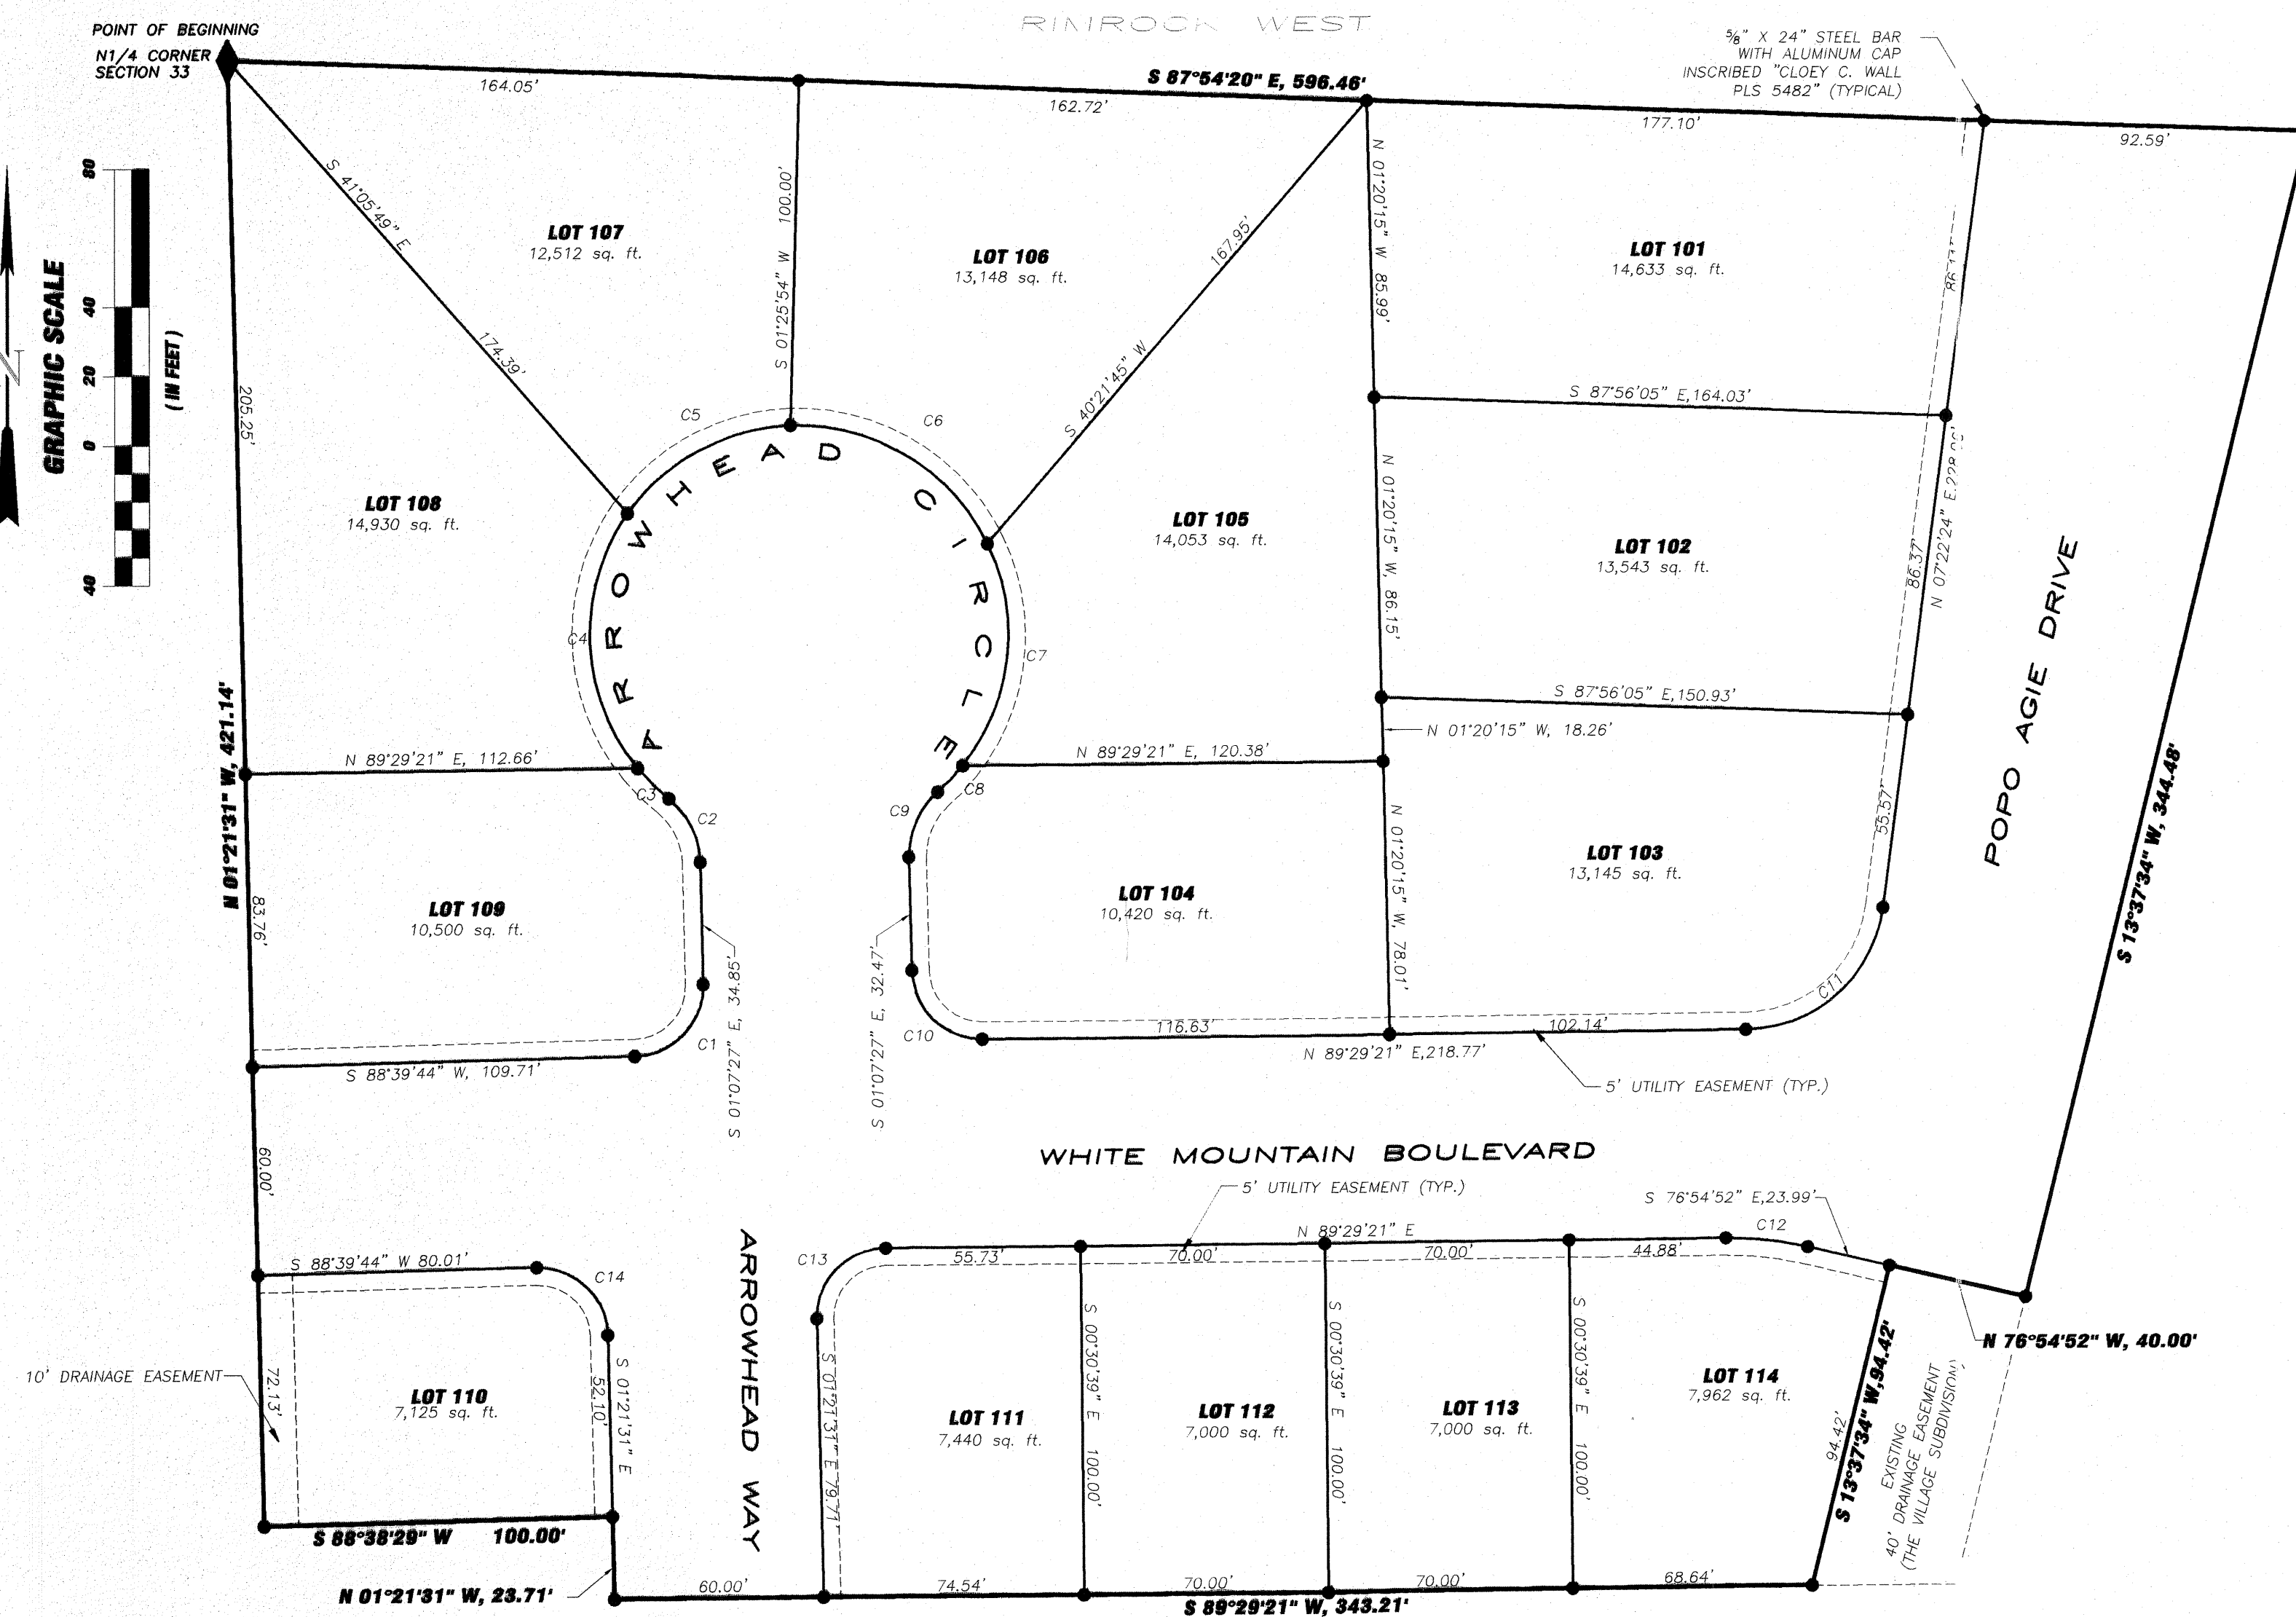 RIMROCK WEST
POINT OF BEGINNING
N1/4 CORNER
SECTION 33
⅝" X 24" STEEL BAR
WITH ALUMINUM CAP
INSCRIBED "CLOEY C. WALL
PLS 5482" (TYPICAL)
S 87°54'20" E, 596.46'
164.05'
162.72'
177.10'
92.59'
N
GRAPHIC SCALE
( IN FEET )
80
40
20
0
40
S 41°05'49" E
174.39'
LOT 107
12,512 sq. ft.
S 01°25'54" W 100.00'
LOT 106
13,148 sq. ft.
167.95'
S 40°21'45" W
N 01°20'15" W 85.99'
LOT 101
14,633 sq. ft.
S 87°56'05" E,164.03'
205.25'
C5
C6
ARROWHEAD CIRCLE
LOT 108
14,930 sq. ft.
C4
C7
LOT 105
14,053 sq. ft.
N 01°20'15" W, 86.15'
LOT 102
13,543 sq. ft.
86.37'
N 07°22'24" E
POPO AGIE DRIVE
S 87°56'05" E,150.93'
N 01°20'15" W, 18.26'
N 01°21'31" W, 421.14'
N 89°29'21" E, 112.66'
C3
C2
C8
C9
N 89°29'21" E, 120.38'
55.57'
S 13°37'34" W, 344.48'
83.76'
LOT 109
10,500 sq. ft.
LOT 104
10,420 sq. ft.
N 01°20'15" W, 78.01'
LOT 103
13,145 sq. ft.
S 01°07'27" E, 34.85'
S 01°07'27" E, 32.47'
C1
C10
C11
S 88°39'44" W, 109.71'
116.63'
102.14'
N 89°29'21" E,218.77'
5' UTILITY EASEMENT (TYP.)
60.00'
WHITE MOUNTAIN BOULEVARD
5' UTILITY EASEMENT (TYP.)
S 76°54'52" E,23.99'
N 89°29'21" E
C12
C13
C14
55.73'
70.00'
70.00'
44.88'
S 88°39'44" W 80.01'
10' DRAINAGE EASEMENT
72.13'
LOT 110
7,125 sq. ft.
52.10'
S 01°21'31" E
ARROWHEAD WAY
S 01°21'31" E 79.71'
LOT 111
7,440 sq. ft.
S 00°30'39" E 100.00'
LOT 112
7,000 sq. ft.
S 00°30'39" E 100.00'
LOT 113
7,000 sq. ft.
S 00°30'39" E 100.00'
LOT 114
7,962 sq. ft.
94.42'
S 13°37'34" W,94.42'
N 76°54'52" W, 40.00'
EXISTING
40' DRAINAGE EASEMENT
(THE VILLAGE SUBDIVISION)
S 88°38'29" W 100.00'
N 01°21'31" W, 23.71'
60.00'
74.54'
70.00'
70.00'
68.64'
S 89°29'21" W, 343.21'